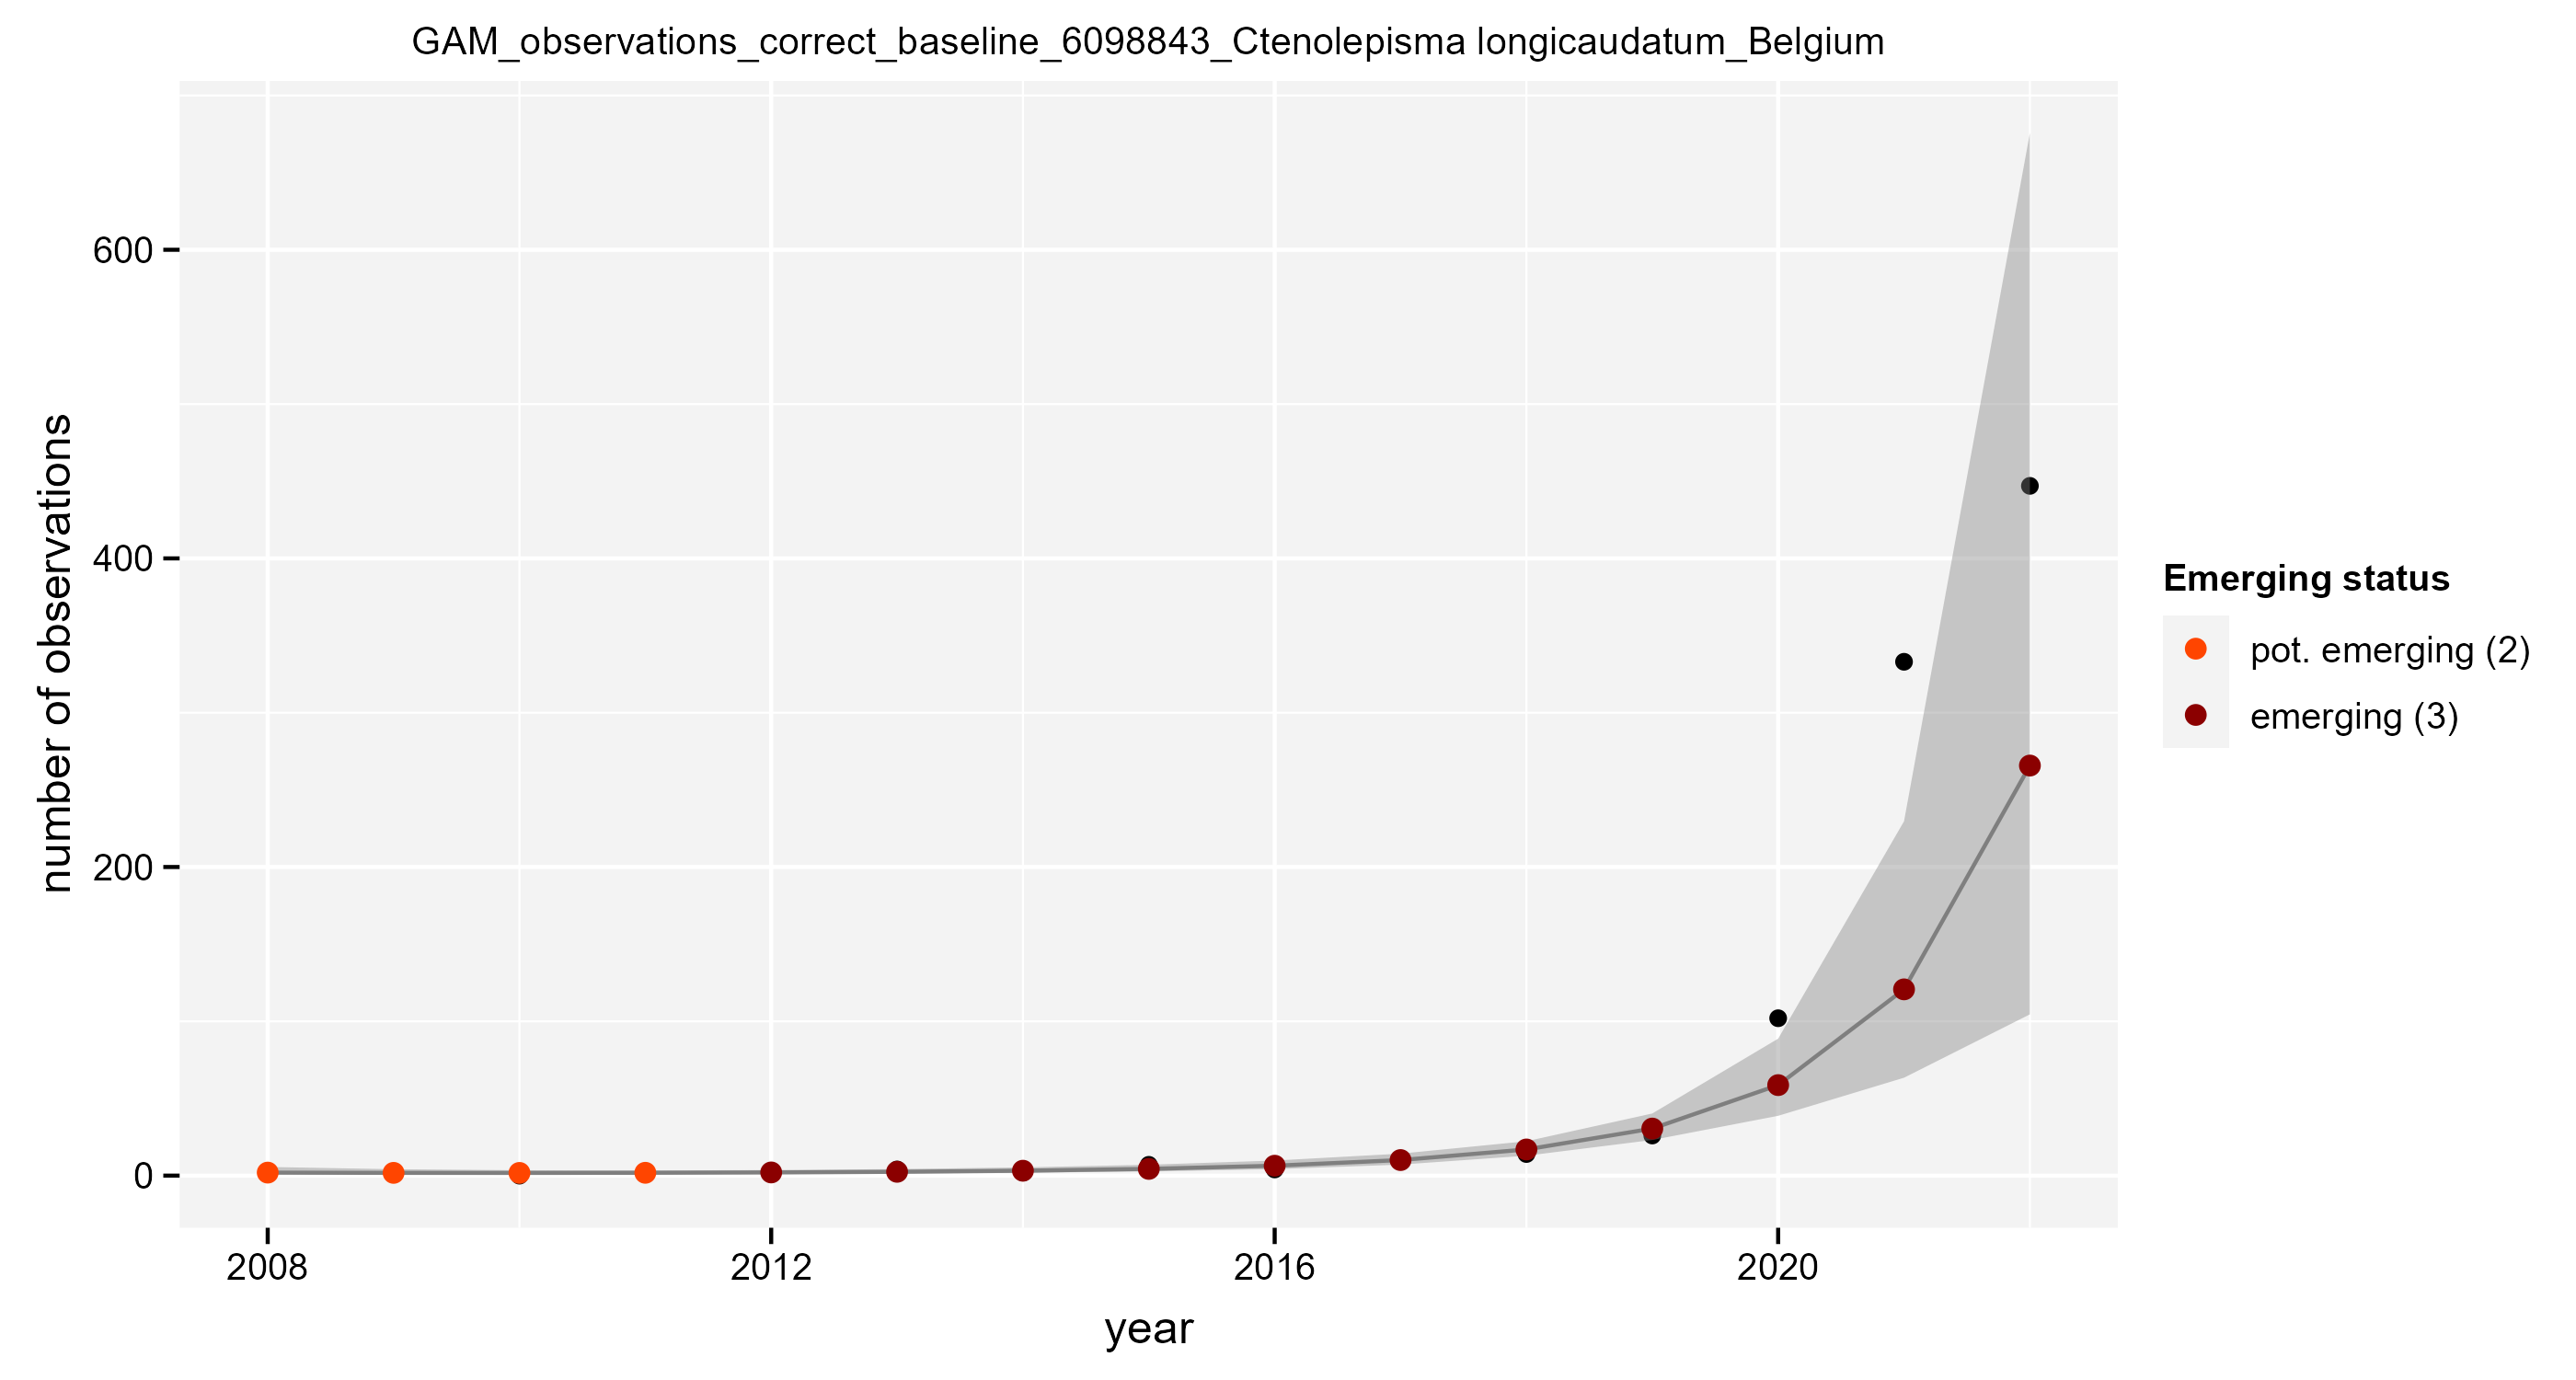 GAM_observations_correct_baseline_6098843_Ctenolepisma longicaudatum_Belgium
number of observations
600
400
200
0
2008
2012
2016
2020
year
Emerging status
pot. emerging (2)
emerging (3)